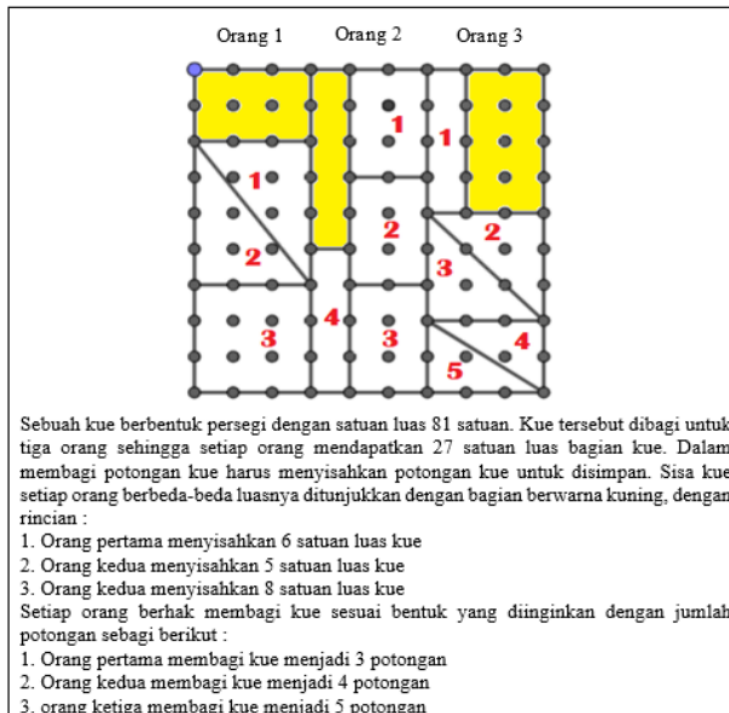 Orang 1 Orang 2 Orang 3
1
1
1
2
2
2
3
4
3
3
4
5
Sebuah kue berbentuk persegi dengan satuan luas 81 satuan. Kue tersebut dibagi untuk
tiga orang sehingga setiap orang mendapatkan 27 satuan luas bagian kue. Dalam
membagi potongan kue harus menyisahkan potongan kue untuk disimpan. Sisa kue
setiap orang berbeda-beda luasnya ditunjukkan dengan bagian berwarna kuning, dengan
rincian :
1. Orang pertama menyisahkan 6 satuan luas kue
2. Orang kedua menyisahkan 5 satuan luas kue
3. Orang kedua menyisahkan 8 satuan luas kue
Setiap orang berhak membagi kue sesuai bentuk yang diinginkan dengan jumlah
potongan sebagi berikut :
1. Orang pertama membagi kue menjadi 3 potongan
2. Orang kedua membagi kue menjadi 4 potongan
3. orang ketiga membagi kue menjadi 5 potongan